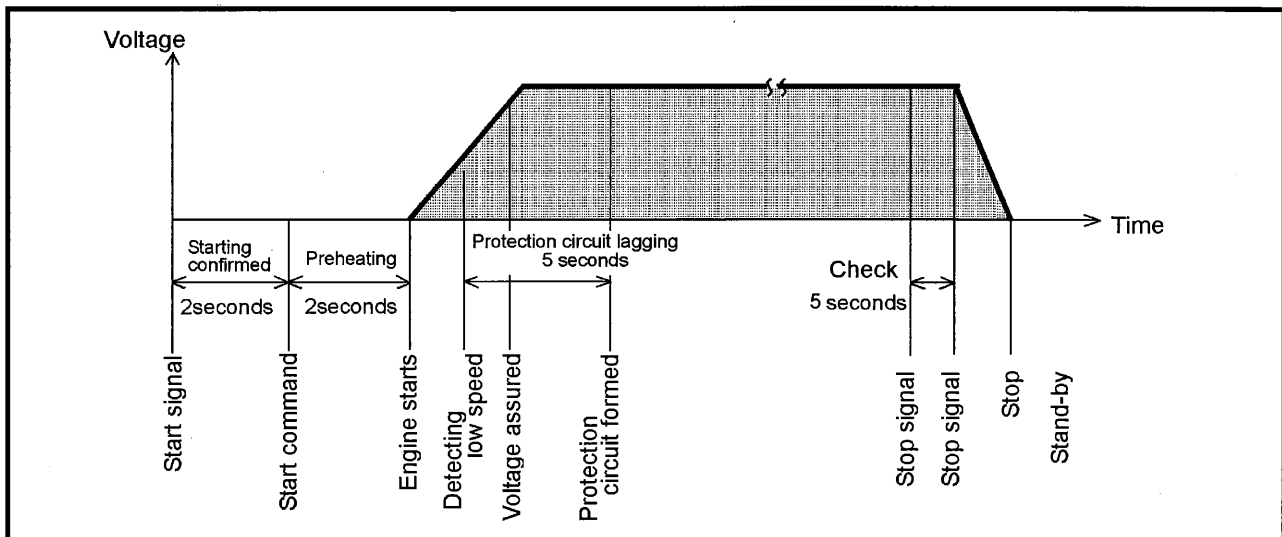 Voltage
Time
Starting
confirmed
2seconds
Preheating
2seconds
Protection circuit lagging
5 seconds
Check
5 seconds
Start signal
Start command
Engine starts
Detecting
low speed
Voltage assured
Protection
circuit formed
Stop signal
Stop signal
Stop
Stand-by